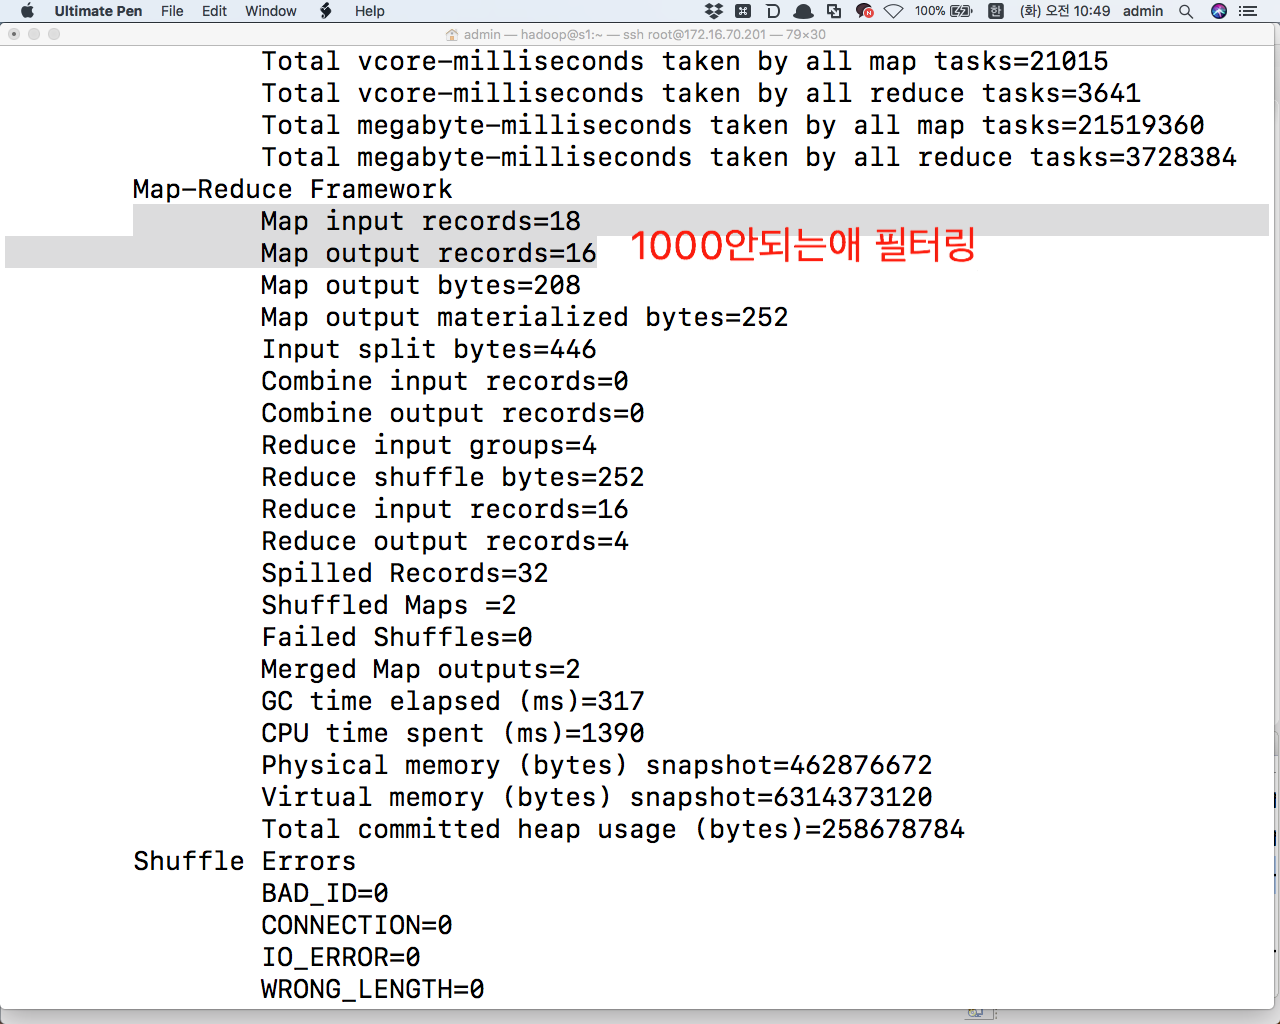 Ultimate Pen File Edit Window Help 100% 한 (화) 오전 10:49 admin
admin — hadoop@s1:~ — ssh root@172.16.70.201 — 79×30
Total vcore-milliseconds taken by all map tasks=21015
Total vcore-milliseconds taken by all reduce tasks=3641
Total megabyte-milliseconds taken by all map tasks=21519360
Total megabyte-milliseconds taken by all reduce tasks=3728384
Map-Reduce Framework
Map input records=18
Map output records=16
1000안되는애 필터링
Map output bytes=208
Map output materialized bytes=252
Input split bytes=446
Combine input records=0
Combine output records=0
Reduce input groups=4
Reduce shuffle bytes=252
Reduce input records=16
Reduce output records=4
Spilled Records=32
Shuffled Maps =2
Failed Shuffles=0
Merged Map outputs=2
GC time elapsed (ms)=317
CPU time spent (ms)=1390
Physical memory (bytes) snapshot=462876672
Virtual memory (bytes) snapshot=6314373120
Total committed heap usage (bytes)=258678784
Shuffle Errors
BAD_ID=0
CONNECTION=0
IO_ERROR=0
WRONG_LENGTH=0